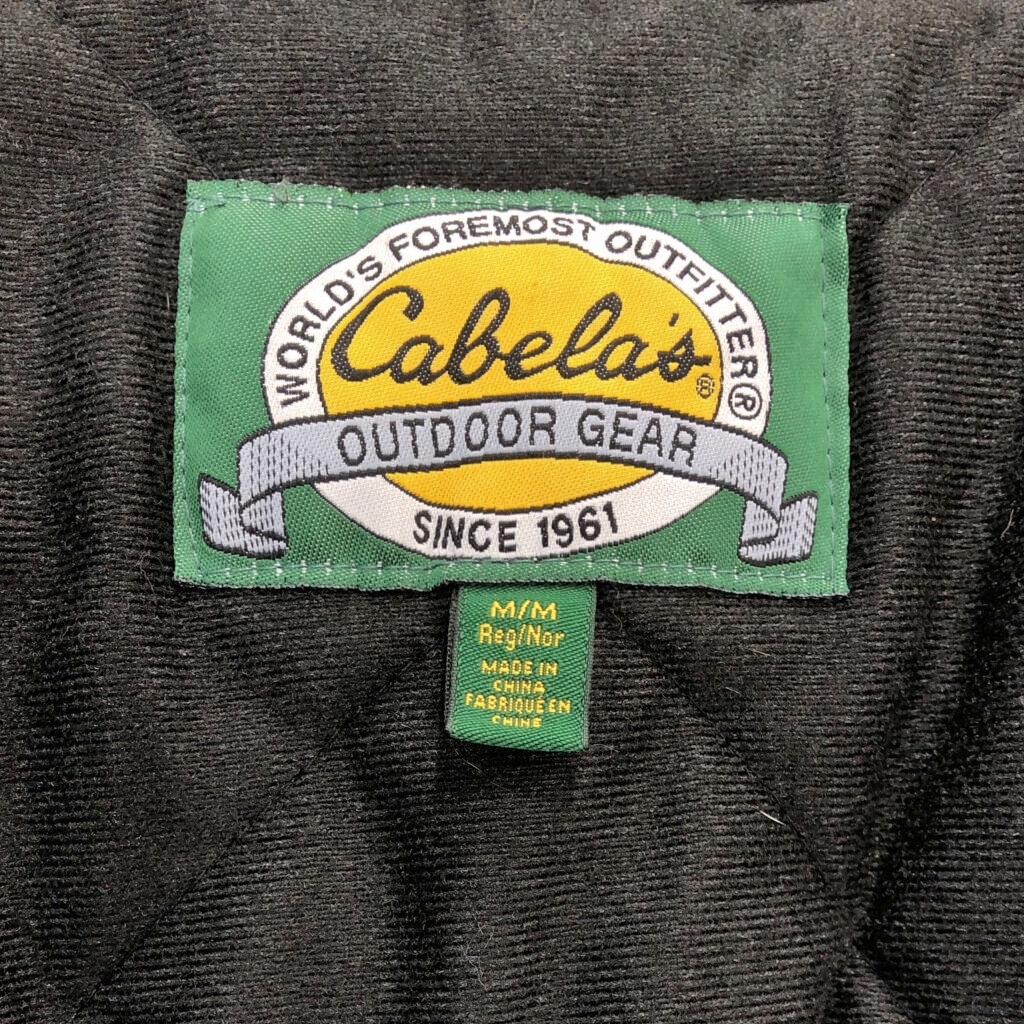 WORLD'S FOREMOST OUTFITTER®
Cabela's®
OUTDOOR GEAR
SINCE 1961
M/M
Reg/Nor
MADE IN
CHINA
FABRIQUÉ EN
CHINE